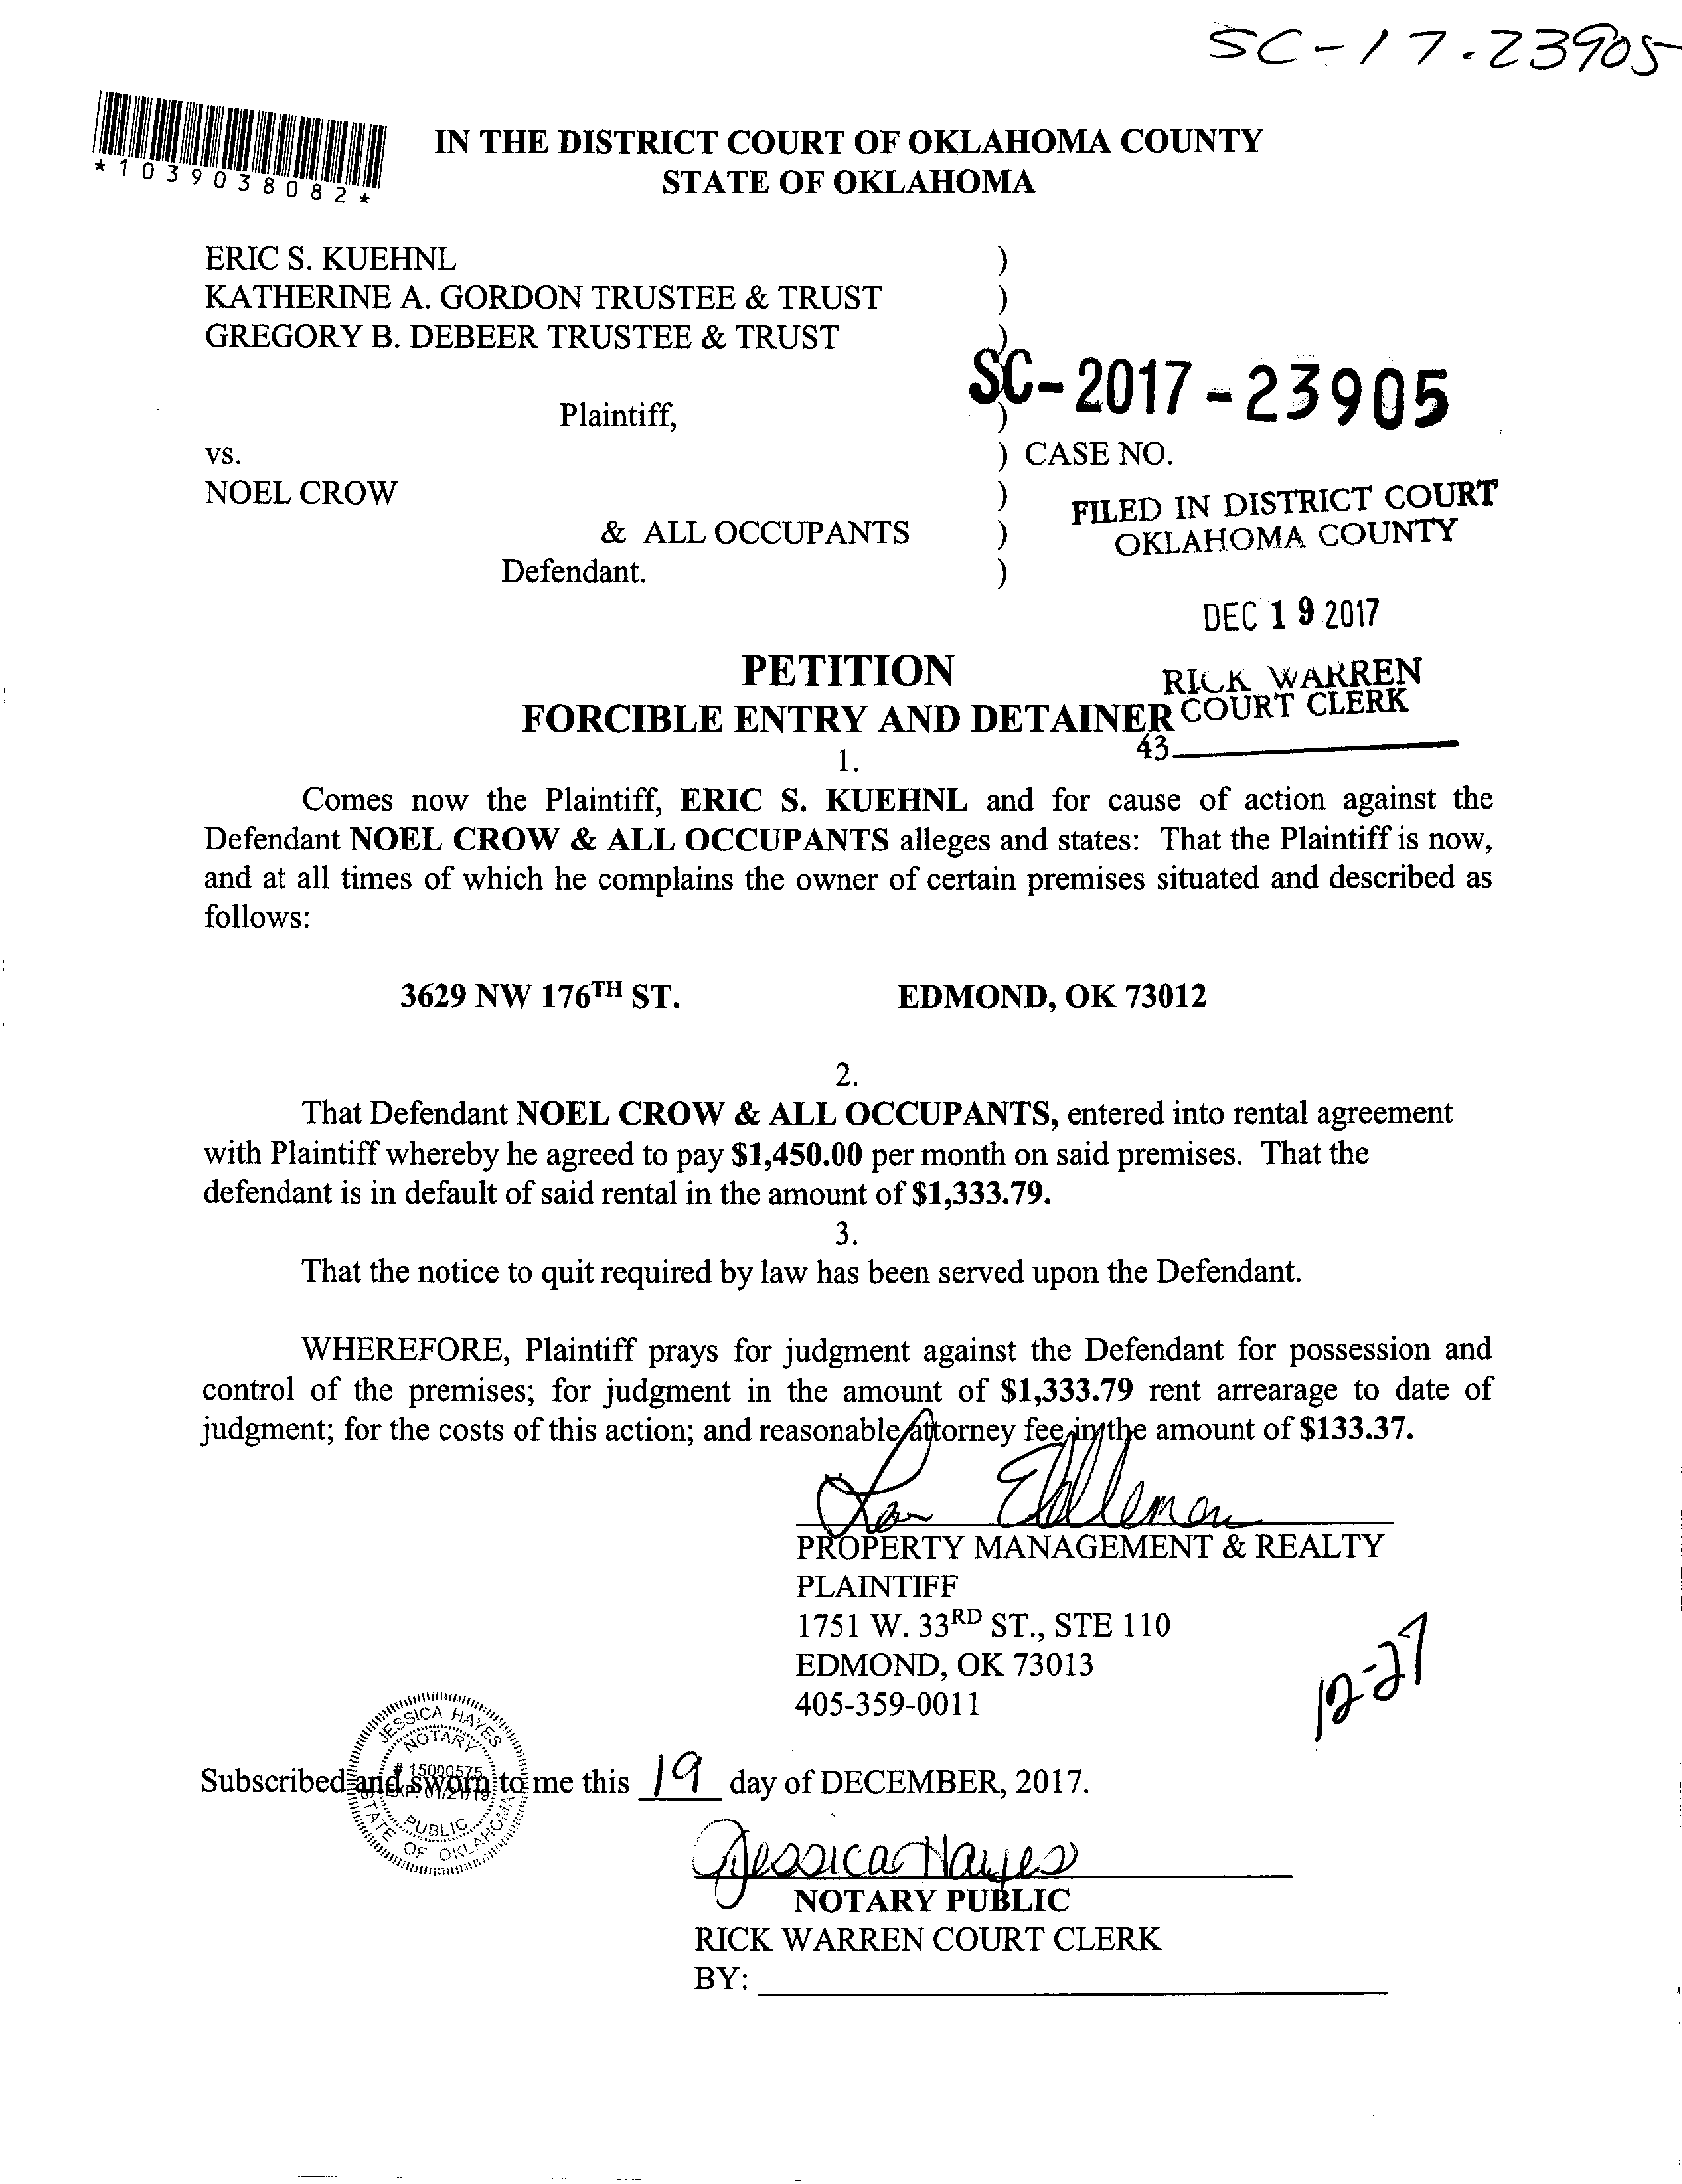 SC-17-23905
*1039038082*
IN THE DISTRICT COURT OF OKLAHOMA COUNTY
STATE OF OKLAHOMA
ERIC S. KUEHNL )
KATHERINE A. GORDON TRUSTEE & TRUST )
GREGORY B. DEBEER TRUSTEE & TRUST )
SC-2017-23905
Plaintiff, )
vs. ) CASE NO.
NOEL CROW )
FILED IN DISTRICT COURT
& ALL OCCUPANTS )
OKLAHOMA COUNTY
Defendant. )
DEC 19 2017
PETITION
RICK WARREN
FORCIBLE ENTRY AND DETAINER
COURT CLERK
43
1.
Comes now the Plaintiff, ERIC S. KUEHNL and for cause of action against the
Defendant NOEL CROW & ALL OCCUPANTS alleges and states: That the Plaintiff is now,
and at all times of which he complains the owner of certain premises situated and described as
follows:
3629 NW 176TH ST. EDMOND, OK 73012
2.
That Defendant NOEL CROW & ALL OCCUPANTS, entered into rental agreement
with Plaintiff whereby he agreed to pay $1,450.00 per month on said premises. That the
defendant is in default of said rental in the amount of $1,333.79.
3.
That the notice to quit required by law has been served upon the Defendant.
WHEREFORE, Plaintiff prays for judgment against the Defendant for possession and
control of the premises; for judgment in the amount of $1,333.79 rent arrearage to date of
judgment; for the costs of this action; and reasonable attorney fee in the amount of $133.37.
PROPERTY MANAGEMENT & REALTY
PLAINTIFF
1751 W. 33RD ST., STE 110
EDMOND, OK 73013
405-359-0011
12-27
JESSICA HAYES
NOTARY
# 15000575
EXP. 01/21/19
PUBLIC
STATE OF OKLAHOMA
Subscribed and sworn to me this 19 day of DECEMBER, 2017.
Jessica Hayes
NOTARY PUBLIC
RICK WARREN COURT CLERK
BY: